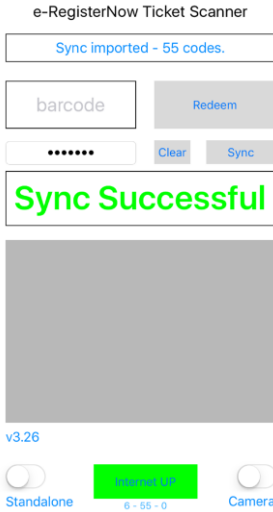 e-RegisterNow Ticket Scanner
Sync imported - 55 codes.
barcode Redeem
••••••• Clear Sync
Sync Successful
v3.26
Internet UP
Standalone 6 - 55 - 0 Camera